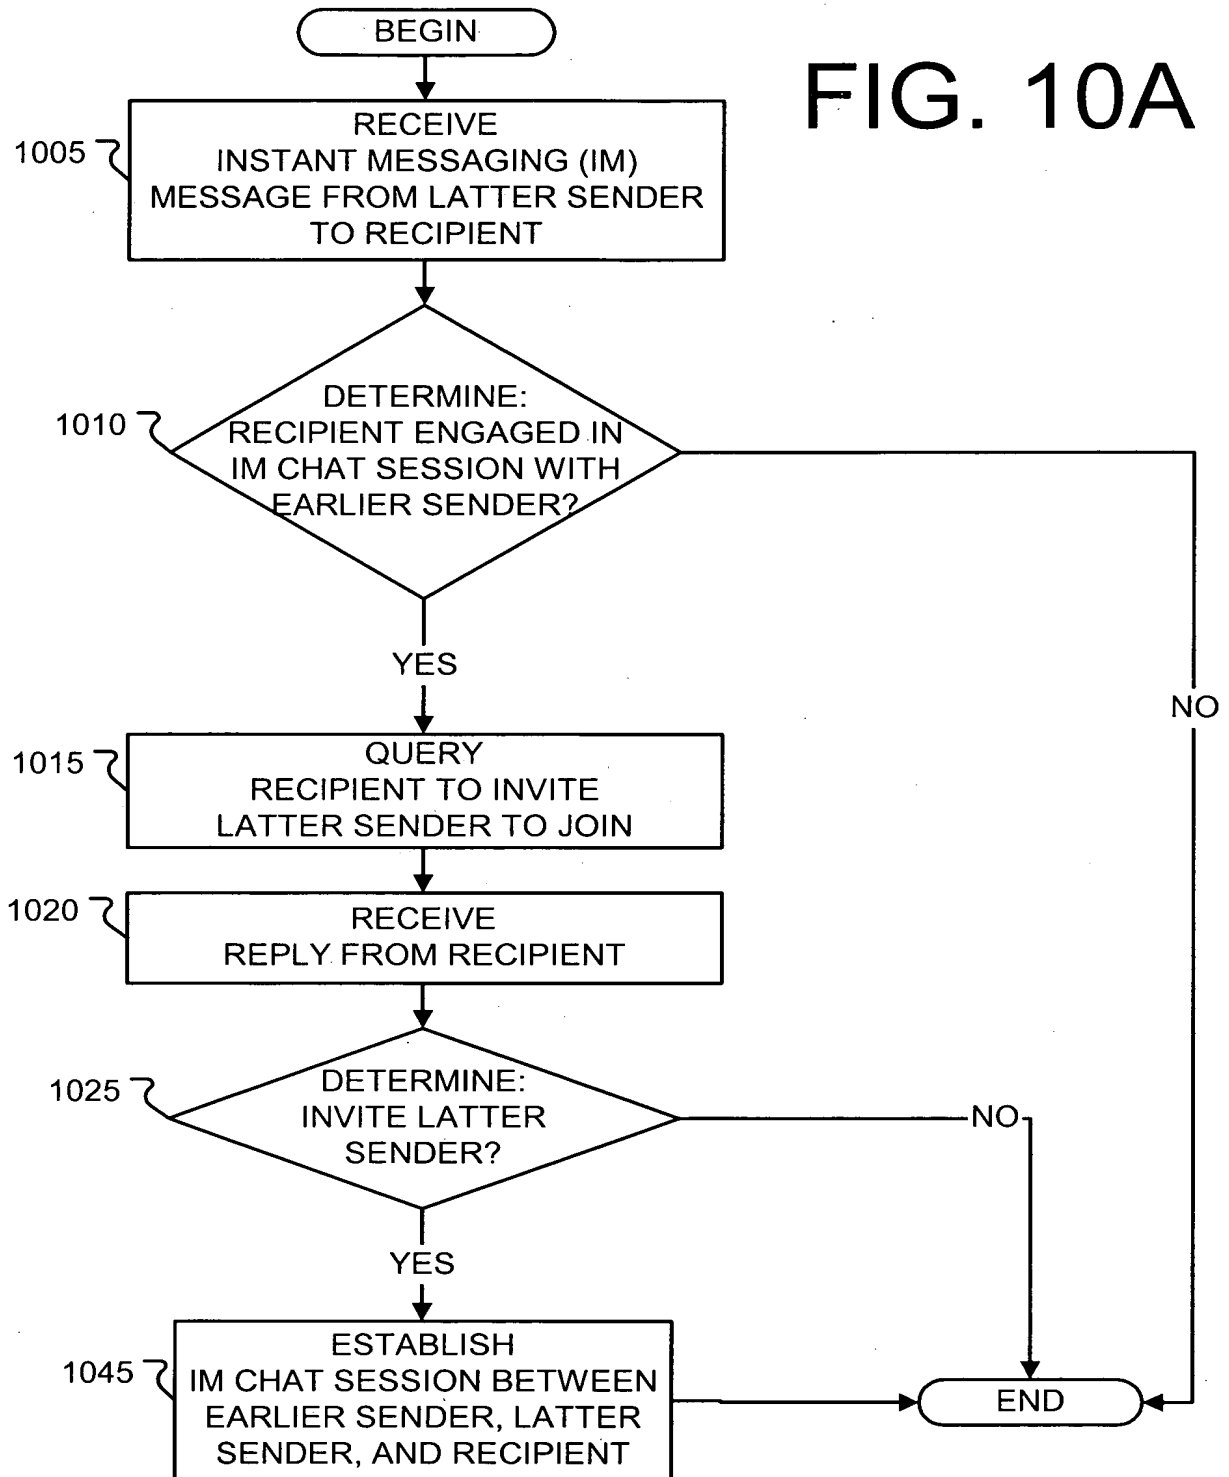 BEGIN
FIG. 10A
1005
RECEIVE
INSTANT MESSAGING (IM)
MESSAGE FROM LATTER SENDER
TO RECIPIENT
1010
DETERMINE:
RECIPIENT ENGAGED IN
IM CHAT SESSION WITH
EARLIER SENDER?
YES
NO
1015
QUERY
RECIPIENT TO INVITE
LATTER SENDER TO JOIN
1020
RECEIVE
REPLY FROM RECIPIENT
1025
DETERMINE:
INVITE LATTER
SENDER?
NO
YES
1045
ESTABLISH
IM CHAT SESSION BETWEEN
EARLIER SENDER, LATTER
SENDER, AND RECIPIENT
END